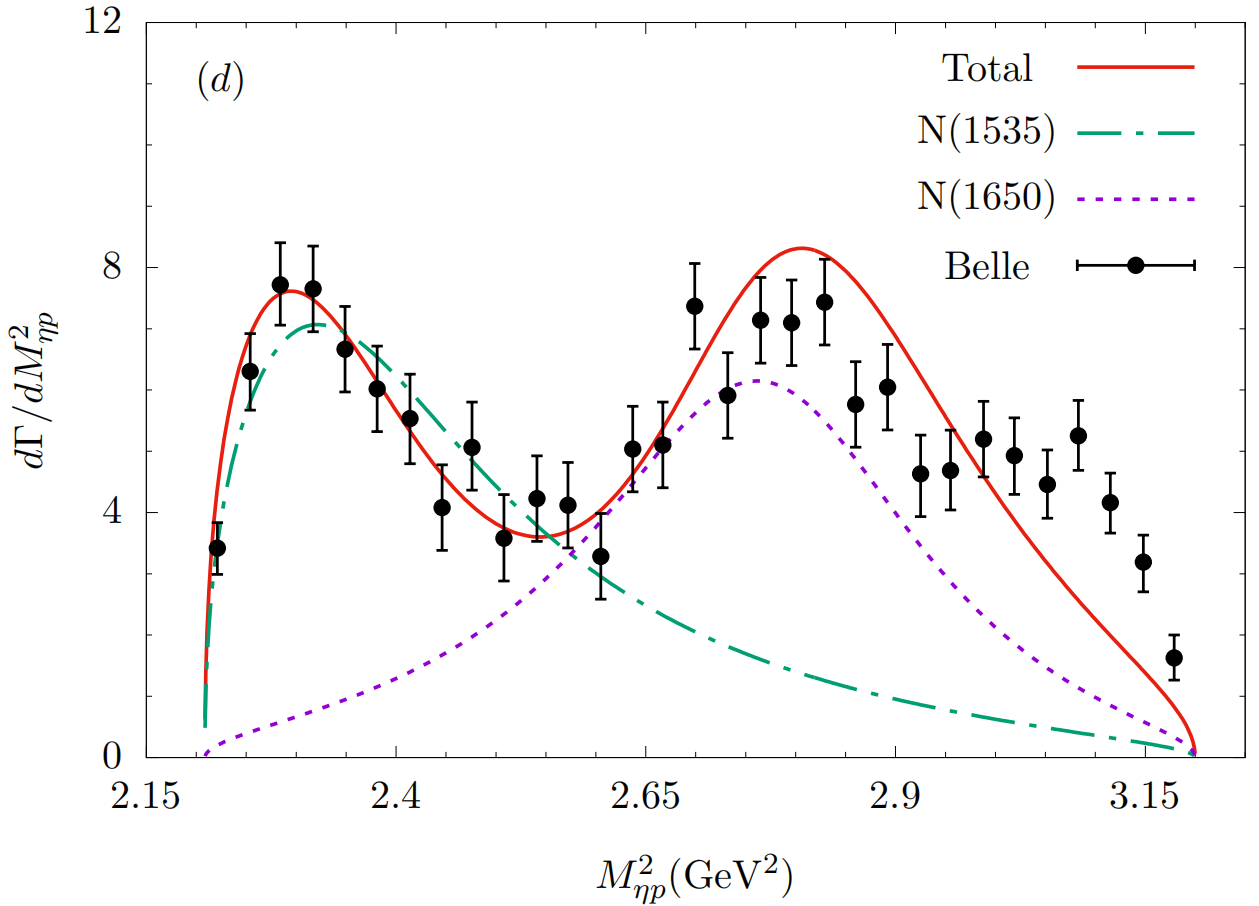 12
(d)
Total
N(1535)
N(1650)
Belle
8
4
0
dΓ/dM²ηp
2.15 2.4 2.65 2.9 3.15
M²ηp(GeV²)